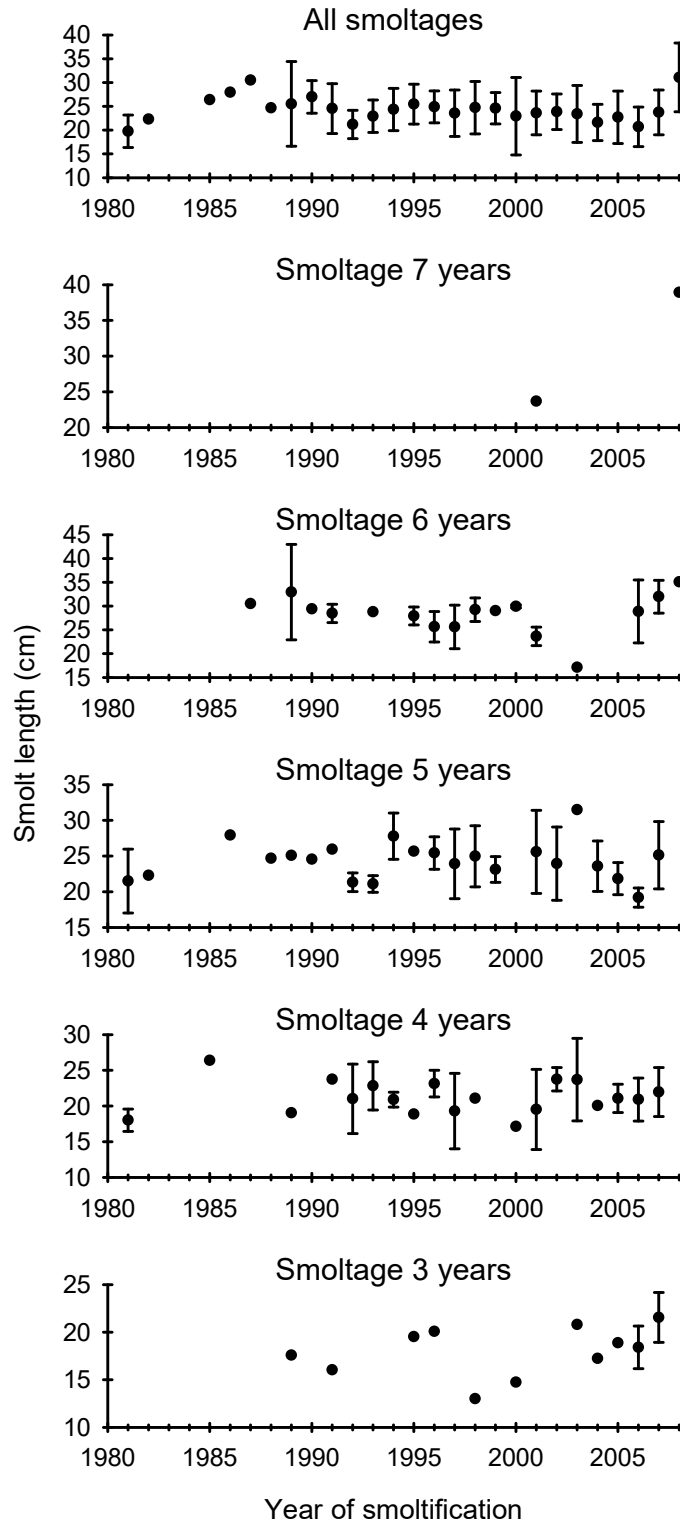 All smoltages
40
35
30
25
20
15
10
1980 1985 1990 1995 2000 2005
Smoltage 7 years
40
35
30
25
20
1980 1985 1990 1995 2000 2005
Smoltage 6 years
45
40
35
30
25
20
15
1980 1985 1990 1995 2000 2005
Smolt length (cm)
Smoltage 5 years
35
30
25
20
15
1980 1985 1990 1995 2000 2005
Smoltage 4 years
30
25
20
15
10
1980 1985 1990 1995 2000 2005
Smoltage 3 years
25
20
15
10
1980 1985 1990 1995 2000 2005
Year of smoltification